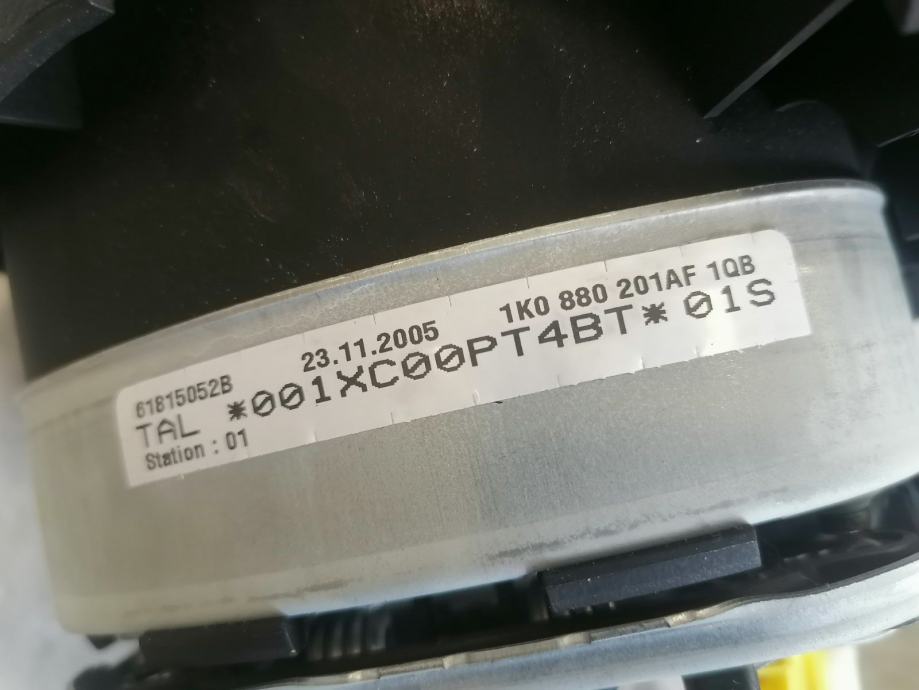 61815052B 23.11.2005 1K0 880 201AF 1QB
TAL *001XC00PT4BT* 01S
Station : 01